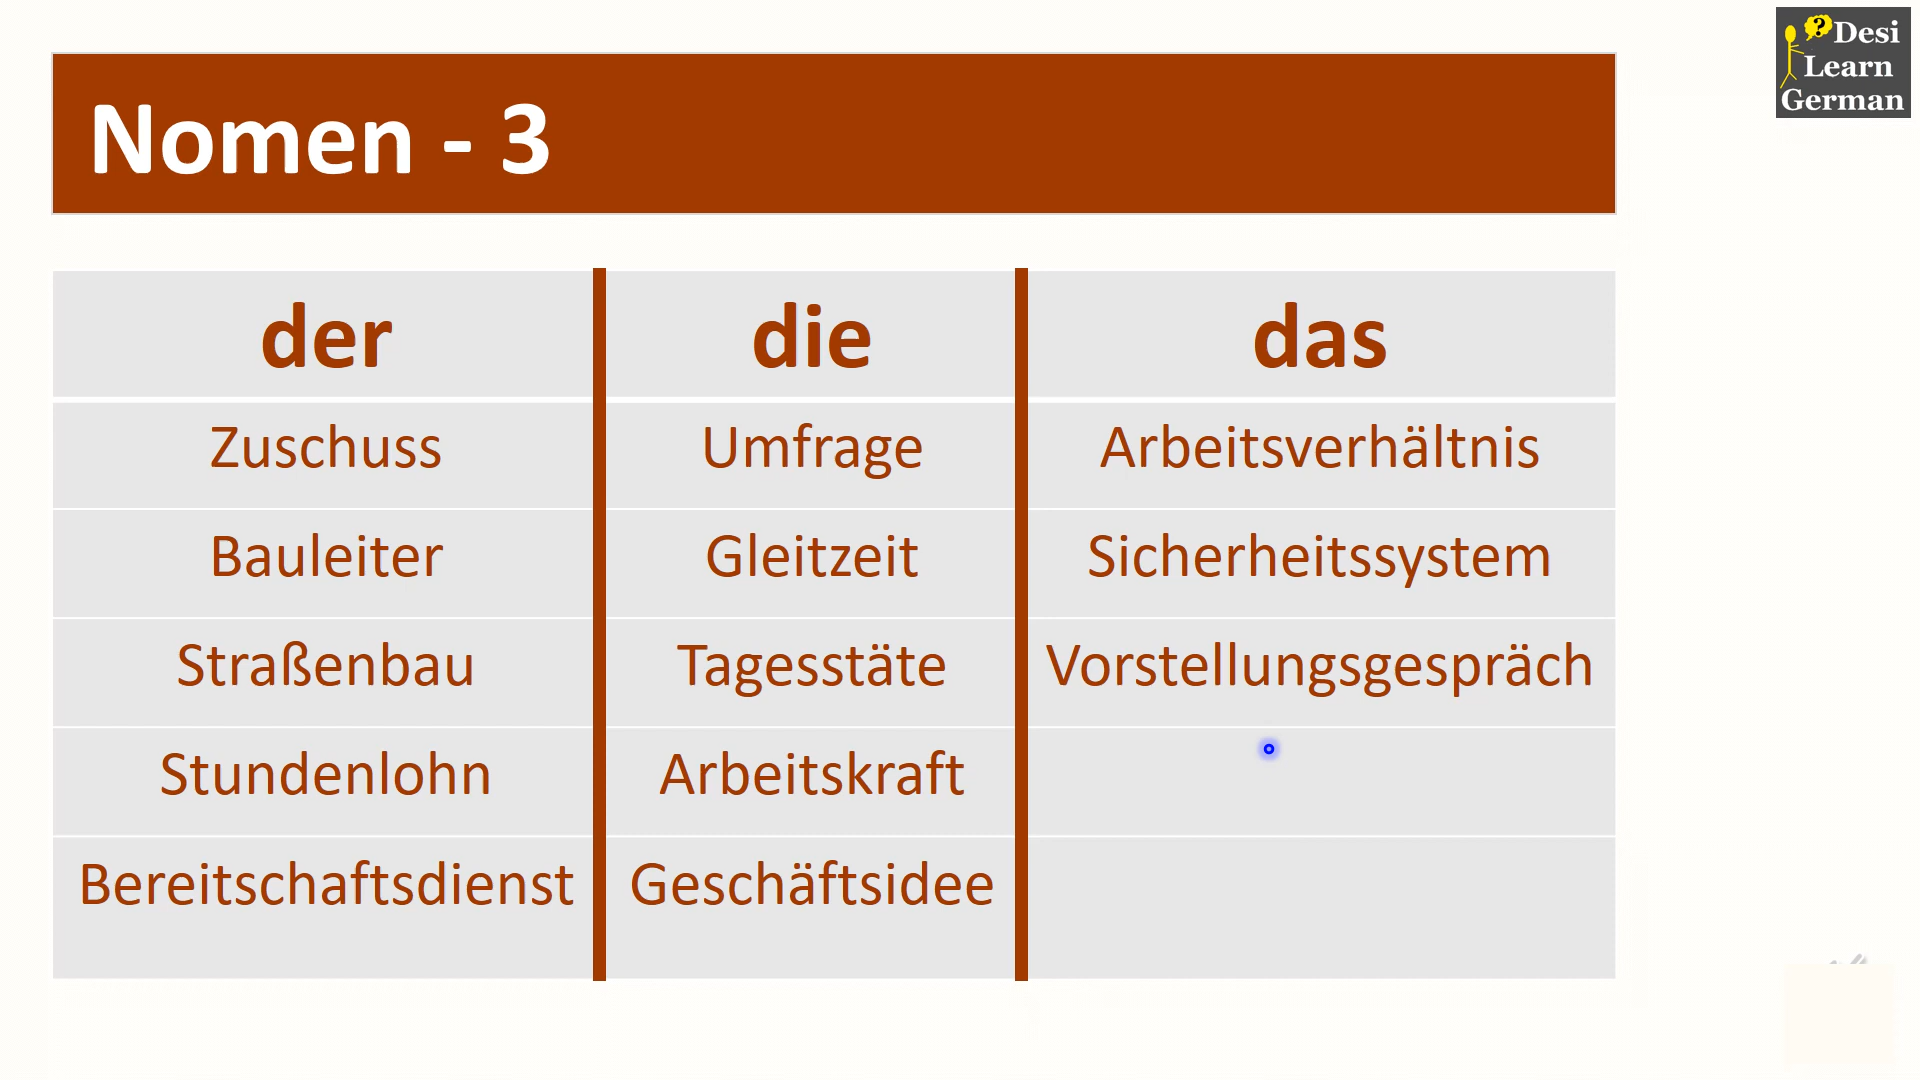 ? Desi
Learn
German
Nomen - 3
der die das
Zuschuss Umfrage Arbeitsverhältnis
Bauleiter Gleitzeit Sicherheitssystem
Straßenbau Tagesstäte Vorstellungsgespräch
Stundenlohn Arbeitskraft
Bereitschaftsdienst Geschäftsidee